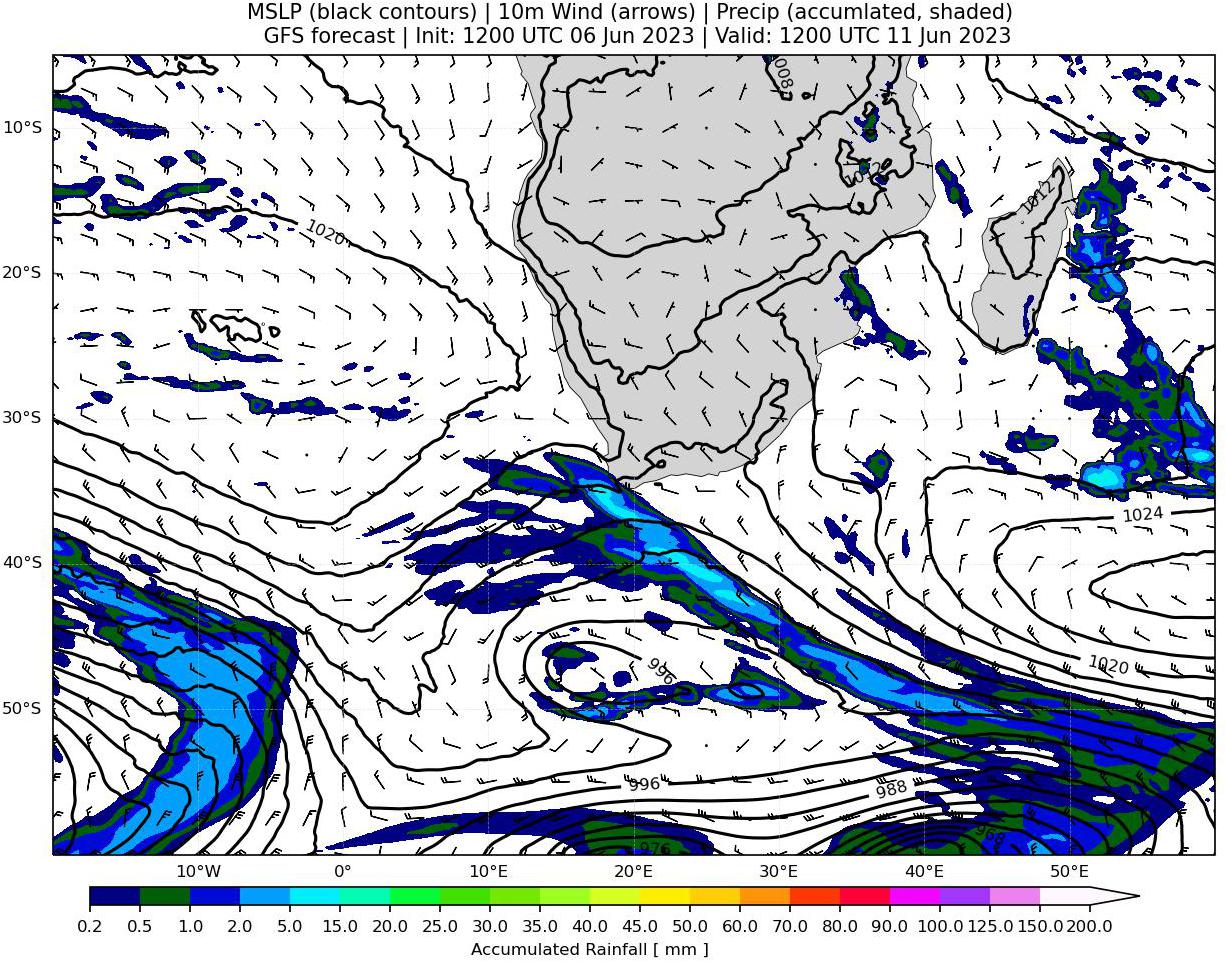 MSLP (black contours) | 10m Wind (arrows) | Precip (accumlated, shaded)
GFS forecast | Init: 1200 UTC 06 Jun 2023 | Valid: 1200 UTC 11 Jun 2023
1008
10°S
1012
1012
1020
20°S
30°S
1024
40°S
996
1020
50°S
996
988
968
976
10°W 0° 10°E 20°E 30°E 40°E 50°E
0.2 0.5 1.0 2.0 5.0 15.0 20.0 25.0 30.0 35.0 40.0 45.0 50.0 60.0 70.0 80.0 90.0 100.0 125.0 150.0 200.0
Accumulated Rainfall [ mm ]